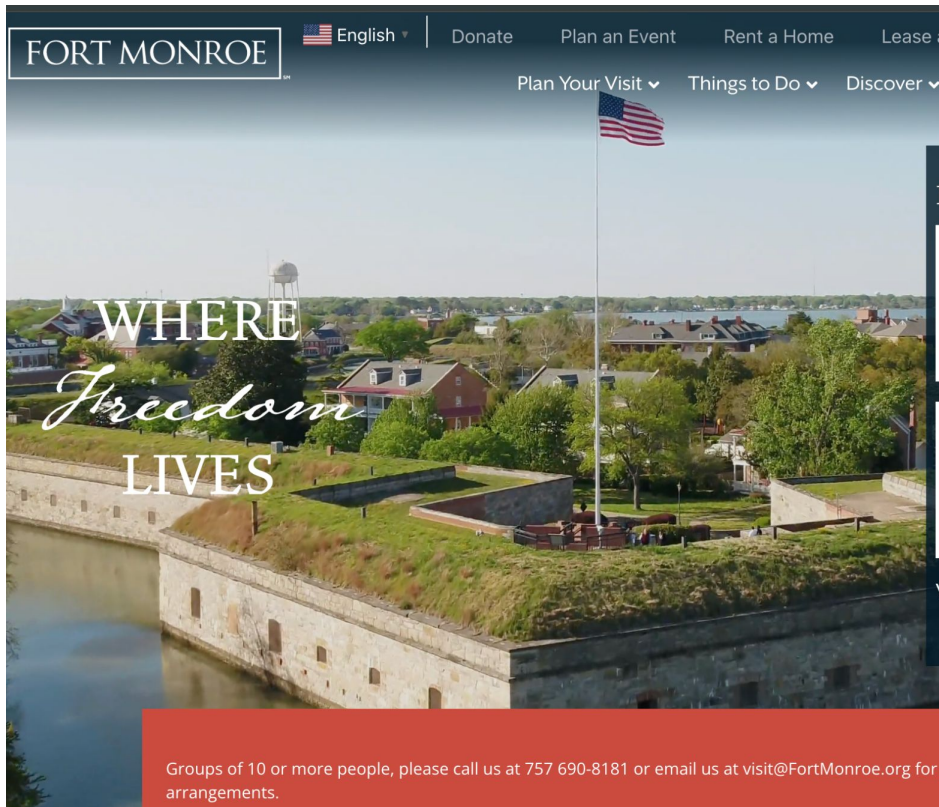 FORT MONROE
SM
English
Donate
Plan an Event
Rent a Home
Lease
Plan Your Visit
Things to Do
Discover
WHERE
Freedom
LIVES
Groups of 10 or more people, please call us at 757 690-8181 or email us at visit@FortMonroe.org for
arrangements.